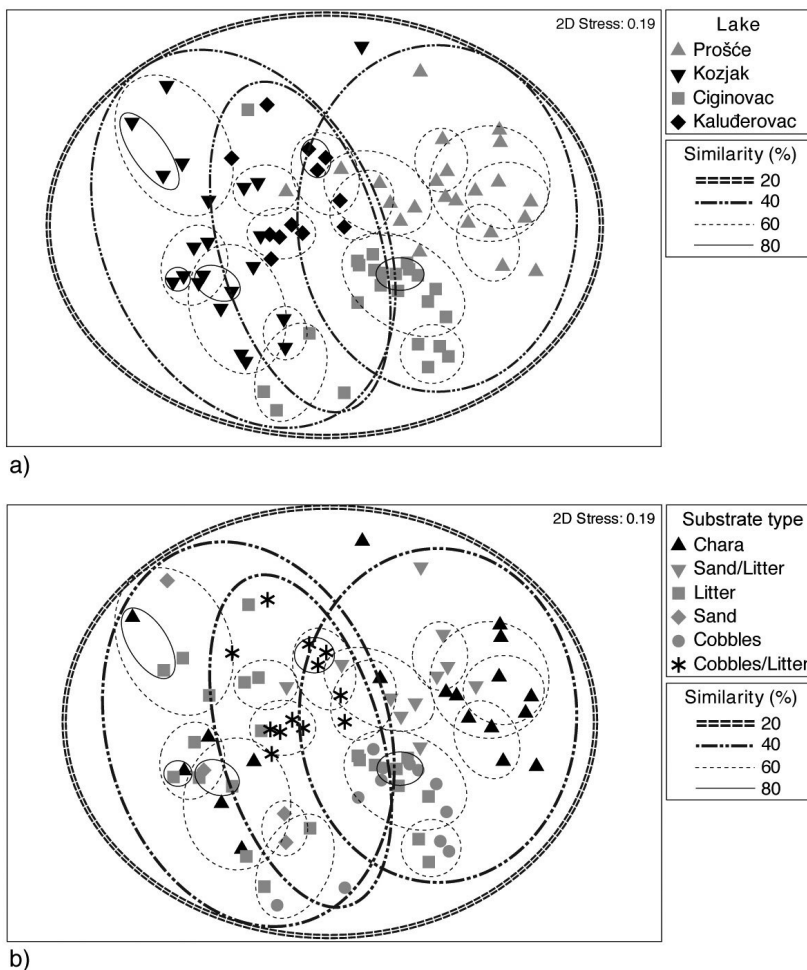 2D Stress: 0.19
Lake
Prošće
Kozjak
Ciginovac
Kaluđerovac
Similarity (%)
20
40
60
80
a)
2D Stress: 0.19
Substrate type
Chara
Sand/Litter
Litter
Sand
Cobbles
Cobbles/Litter
Similarity (%)
20
40
60
80
b)